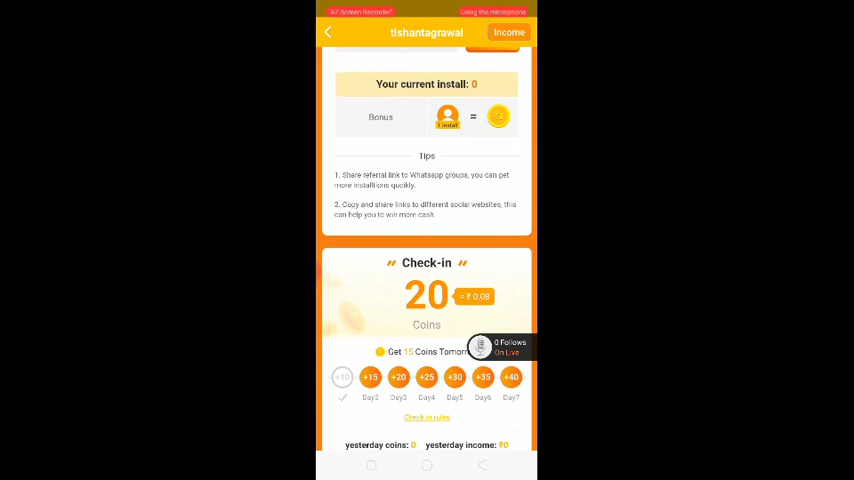 "AZ Screen Recorder"
Using the microphone
tishantagrawal
Income
Your current install: 0
Bonus
1 install
=
Tips
1. Share referral link to Whatsapp groups, you can get
more installtions qucikly.
2. Copy and share links to different social websites, this
can help you to win more cash.
Check-in
20
= ₹ 0.08
Coins
0 Follows
On Live
Get 15 Coins Tomorr
+10 +15 +20 +25 +30 +35 +40
Day2 Day3 Day4 Day5 Day6 Day7
Check in rules
yesterday coins: 0 yesterday income: ₹0